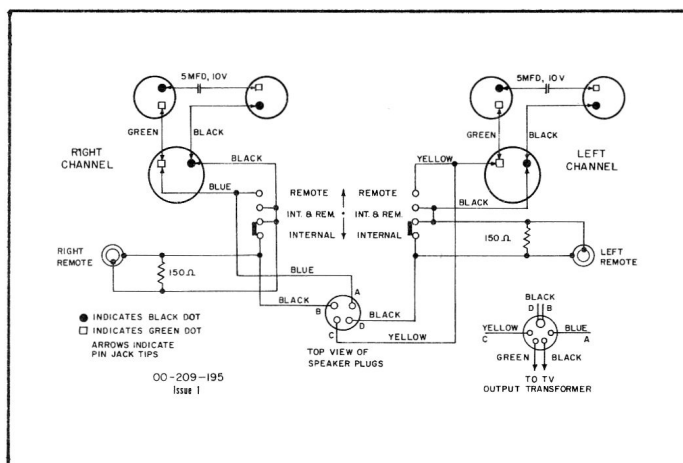 5 MFD, 10V
5 MFD, 10V
GREEN
BLACK
GREEN
BLACK
RIGHT
CHANNEL
BLACK
YELLOW
LEFT
CHANNEL
BLUE
REMOTE
REMOTE
BLACK
INT. & REM.
INT. & REM.
INTERNAL
INTERNAL
RIGHT
REMOTE
150 Ω
150 Ω
LEFT
REMOTE
BLUE
A
BLACK
B
D
BLACK
C
YELLOW
INDICATES BLACK DOT
INDICATES GREEN DOT
ARROWS INDICATE
PIN JACK TIPS
TOP VIEW OF
SPEAKER PLUGS
00-209-195
Issue 1
BLACK
D B
YELLOW
C
BLUE
A
GREEN
BLACK
TO TV
OUTPUT TRANSFORMER